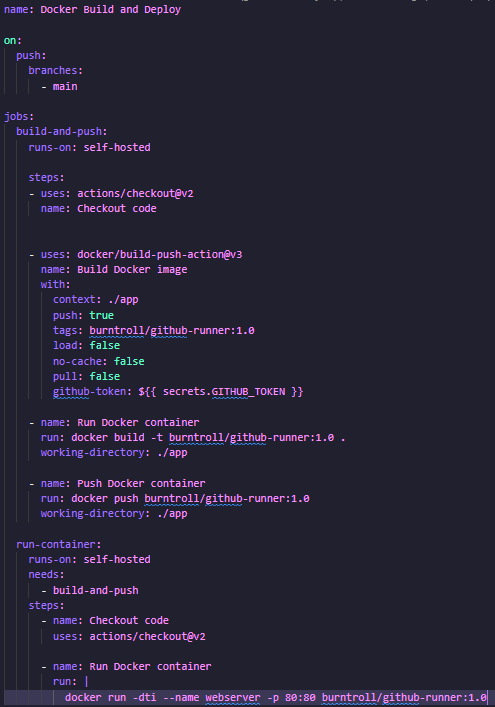 name: Docker Build and Deploy
on:
push:
branches:
- main
jobs:
build-and-push:
runs-on: self-hosted
steps:
- uses: actions/checkout@v2
name: Checkout code
- uses: docker/build-push-action@v3
name: Build Docker image
with:
context: ./app
push: true
tags: burntroll/github-runner:1.0
load: false
no-cache: false
pull: false
github-token: ${{ secrets.GITHUB_TOKEN }}
- name: Run Docker container
run: docker build -t burntroll/github-runner:1.0 .
working-directory: ./app
- name: Push Docker container
run: docker push burntroll/github-runner:1.0
working-directory: ./app
run-container:
runs-on: self-hosted
needs:
- build-and-push
steps:
- name: Checkout code
uses: actions/checkout@v2
- name: Run Docker container
run: |
docker run -dti --name webserver -p 80:80 burntroll/github-runner:1.0